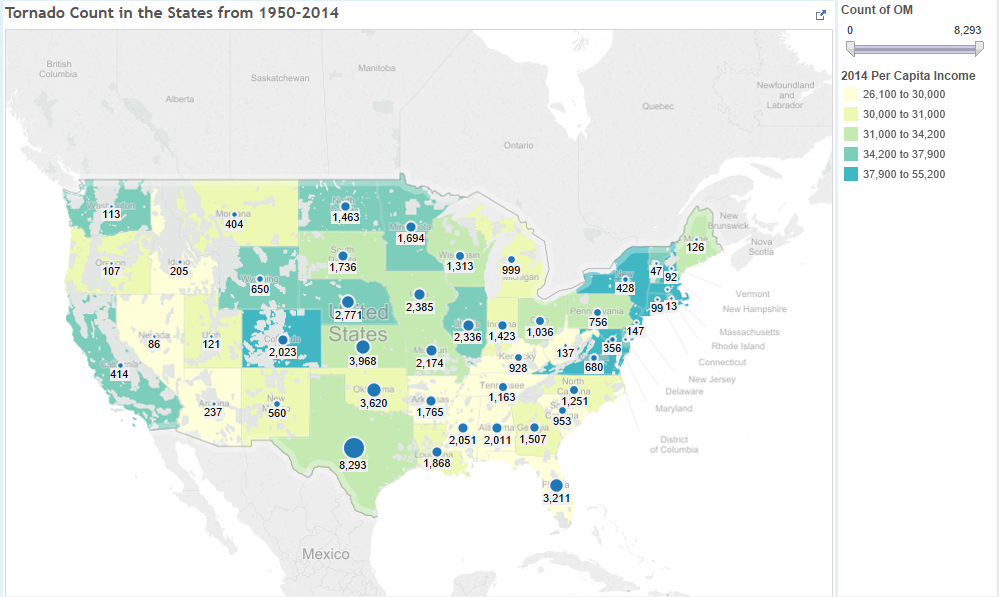 Tornado Count in the States from 1950-2014
Count of OM
0
8,293
2014 Per Capita Income
26,100 to 30,000
30,000 to 31,000
31,000 to 34,200
34,200 to 37,900
37,900 to 55,200
British
Columbia
Alberta
Saskatchewan
Manitoba
Ontario
Quebec
Newfoundland
and
Labrador
New
Brunswick
Nova
Scotia
113
404
1,463
1,694
107
205
650
1,736
1,313
999
126
47
92
428
99
13
86
121
2,023
2,771
United
States
2,385
2,336
1,423
1,036
Pennsylvania
756
147
356
680
137
414
3,968
2,174
Kentucky
928
237
New
560
Oklahoma
3,620
1,765
Tennessee
1,163
North
1,251
953
2,051
2,011
1,507
8,293
1,868
3,211
Michigan
Vermont
New Hampshire
Massachusetts
Rhode Island
Connecticut
New Jersey
Delaware
Maryland
District
of Columbia
Mexico